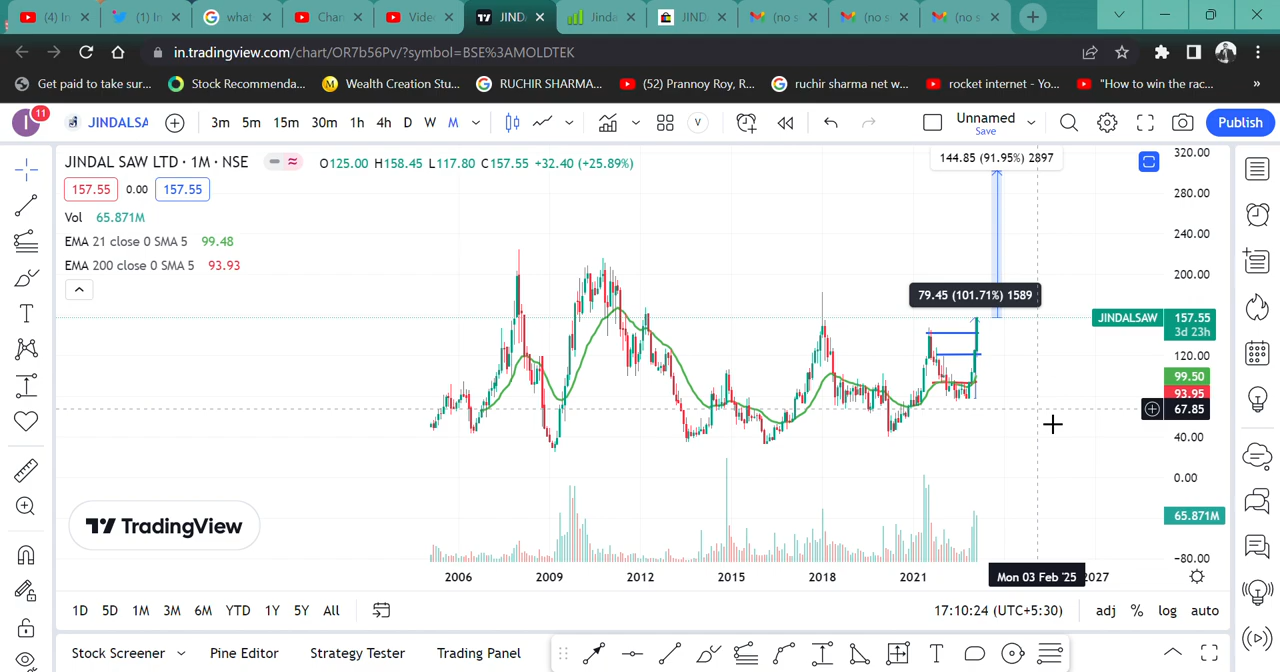 (4) In
(1) In
what
Chan
Vide
JIND
Jinda
JIND
(no s
(no s
(no s
in.tradingview.com/chart/OR7b56Pv/?symbol=BSE%3AMOLDTEK
Get paid to take sur...
Stock Recommenda...
Wealth Creation Stu...
RUCHIR SHARMA...
(52) Prannoy Roy, R...
ruchir sharma net w...
rocket internet - Yo...
"How to win the rac...
»
I 11
JINDALSA
3m 5m 15m 30m 1h 4h D W M
V
Unnamed
Save
Publish
JINDAL SAW LTD · 1M · NSE
O125.00 H158.45 L117.80 C157.55 +32.40 (+25.89%)
157.55 0.00 157.55
Vol 65.871M
EMA 21 close 0 SMA 5 99.48
EMA 200 close 0 SMA 5 93.93
144.85 (91.95%) 2897
79.45 (101.71%) 1589
320.00
280.00
240.00
200.00
JINDALSAW 157.55
3d 23h
120.00
99.50
93.95
67.85
40.00
0.00
65.871M
−80.00
TradingView
2006 2009 2012 2015 2018 2021 Mon 03 Feb '25 2027
1D 5D 1M 3M 6M YTD 1Y 5Y All
17:10:24 (UTC+5:30) adj % log auto
Stock Screener Pine Editor Strategy Tester Trading Panel
T